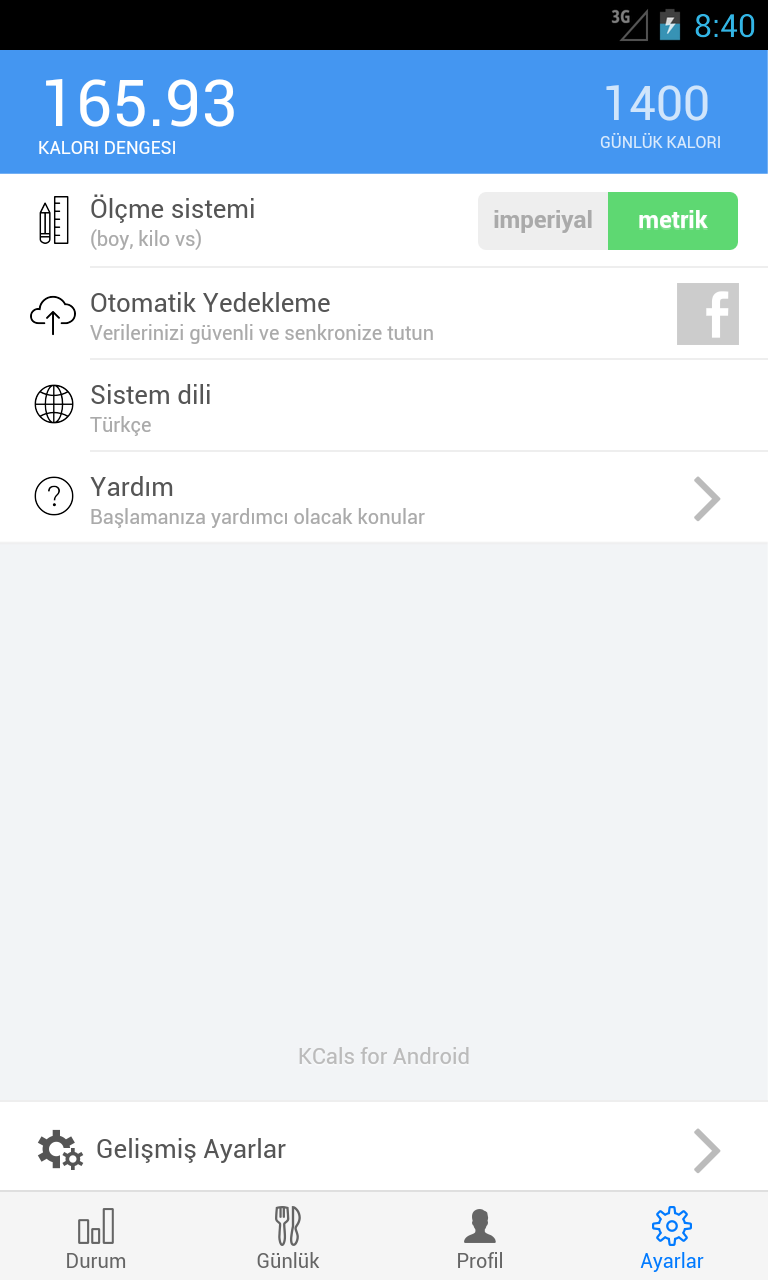 3G 8:40
165.93
1400
KALORI DENGESI
GÜNLÜK KALORI
Ölçme sistemi
(boy, kilo vs)
imperiyal metrik
Otomatik Yedekleme
Verilerinizi güvenli ve senkronize tutun
f
Sistem dili
Türkçe
?
Yardım
Başlamanıza yardımcı olacak konular
KCals for Android
Gelişmiş Ayarlar
Durum Günlük Profil Ayarlar